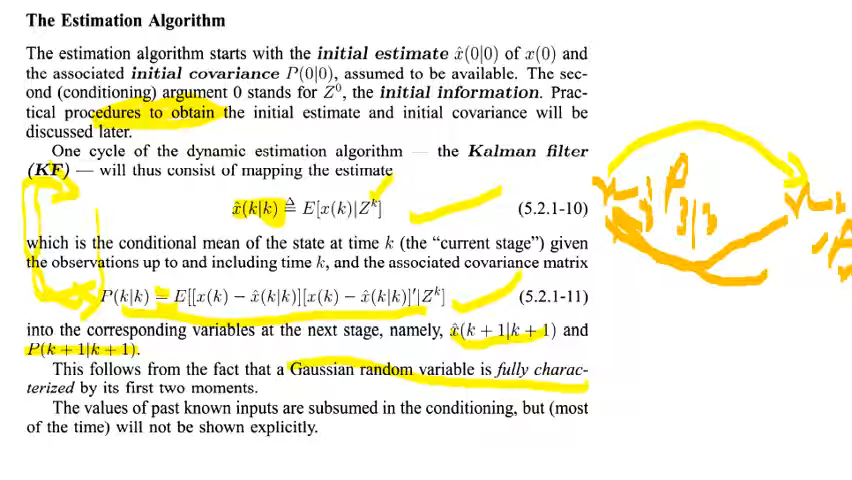 The Estimation Algorithm
The estimation algorithm starts with the initial estimate x̂(0|0) of x(0) and
the associated initial covariance P(0|0), assumed to be available. The sec-
ond (conditioning) argument 0 stands for Z⁰, the initial information. Prac-
tical procedures to obtain the initial estimate and initial covariance will be
discussed later.
One cycle of the dynamic estimation algorithm — the Kalman filter
(KF) — will thus consist of mapping the estimate
x̂(k|k) ≜ E[x(k)|Zᵏ] (5.2.1-10)
which is the conditional mean of the state at time k (the “current stage”) given
the observations up to and including time k, and the associated covariance matrix
P(k|k) = E[[x(k) − x̂(k|k)][x(k) − x̂(k|k)]′|Zᵏ] (5.2.1-11)
into the corresponding variables at the next stage, namely, x̂(k + 1|k + 1) and
P(k + 1|k + 1).
This follows from the fact that a Gaussian random variable is fully charac-
terized by its first two moments.
The values of past known inputs are subsumed in the conditioning, but (most
of the time) will not be shown explicitly.